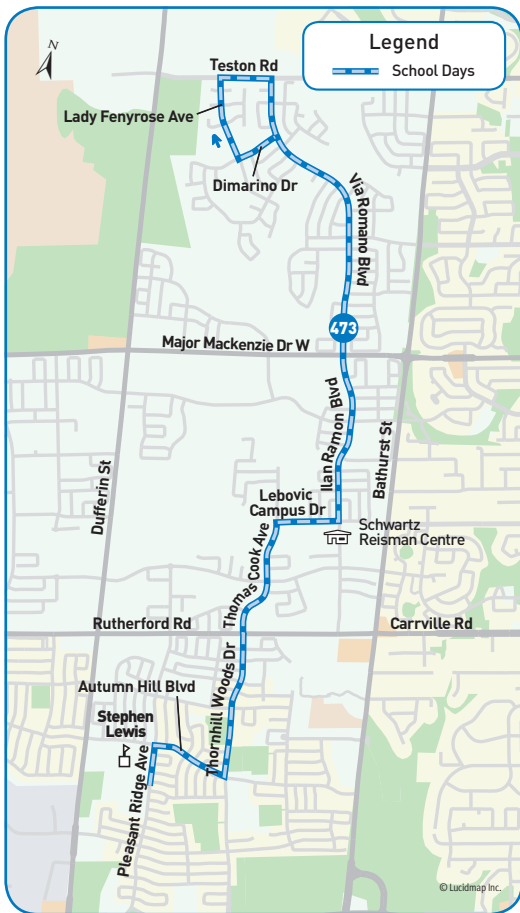 N
Legend
School Days
Teston Rd
Lady Fenyrose Ave
Dimarino Dr
Via Romano Blvd
473
Major Mackenzie Dr W
Ilan Ramon Blvd
Bathurst St
Dufferin St
Lebovic
Campus Dr
Schwartz
Reisman Centre
Thomas Cook Ave
Rutherford Rd
Carrville Rd
Thornhill Woods Dr
Autumn Hill Blvd
Stephen
Lewis
Pleasant Ridge Ave
© Lucidmap Inc.